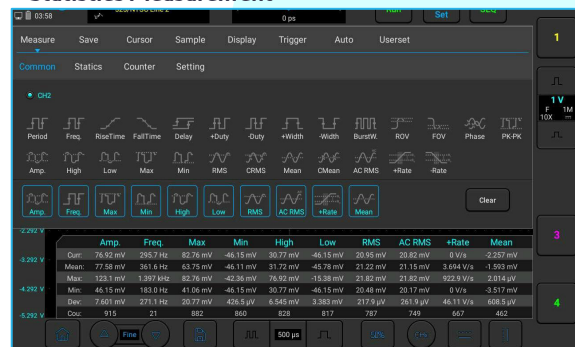 Statistics Measurement
03:58
0 ps
Run
Set
SEQ
Measure Save Cursor Sample Display Trigger Auto Userset
Common Statics Counter Setting
CH2
Period Freq. RiseTime FallTime Delay +Duty -Duty +Width -Width BurstW. ROV FOV Phase PK-PK
Amp. High Low Max Min RMS CRMS Mean CMean AC RMS +Rate -Rate
Amp. Freq. Max Min High Low RMS AC RMS +Rate Mean
Clear
-2.292 V
Amp. Freq. Max Min High Low RMS AC RMS +Rate Mean
Curr: 76.92 mV 295.7 Hz 82.76 mV -46.15 mV 30.77 mV -46.15 mV 20.95 mV 20.82 mV 0 V/s -2.257 mV
Mean: 77.58 mV 361.6 Hz 63.75 mV -46.11 mV 31.72 mV -45.78 mV 21.22 mV 21.15 mV 3.694 V/s -1.593 mV
Max: 123.1 mV 1.397 kHz 82.76 mV -42.36 mV 76.92 mV -15.38 mV 21.82 mV 21.82 mV 922.9 V/s 2.014 µV
-4.292 V
Min: 46.15 mV 183.0 Hz 41.06 mV -46.15 mV 30.77 mV -46.15 mV 20.48 mV 20.17 mV 0 V/s -3.517 mV
Dev: 7.601 mV 271.1 Hz 20.77 mV 426.5 µV 6.545 mV 3.383 mV 217.9 µV 261.9 µV 46.11 V/s 608.5 µV
-5.292 V
Cou: 915 21 882 860 828 817 787 749 667 462
Fine
500 µs
50%
1
1 V
F 1M
10X
3
4